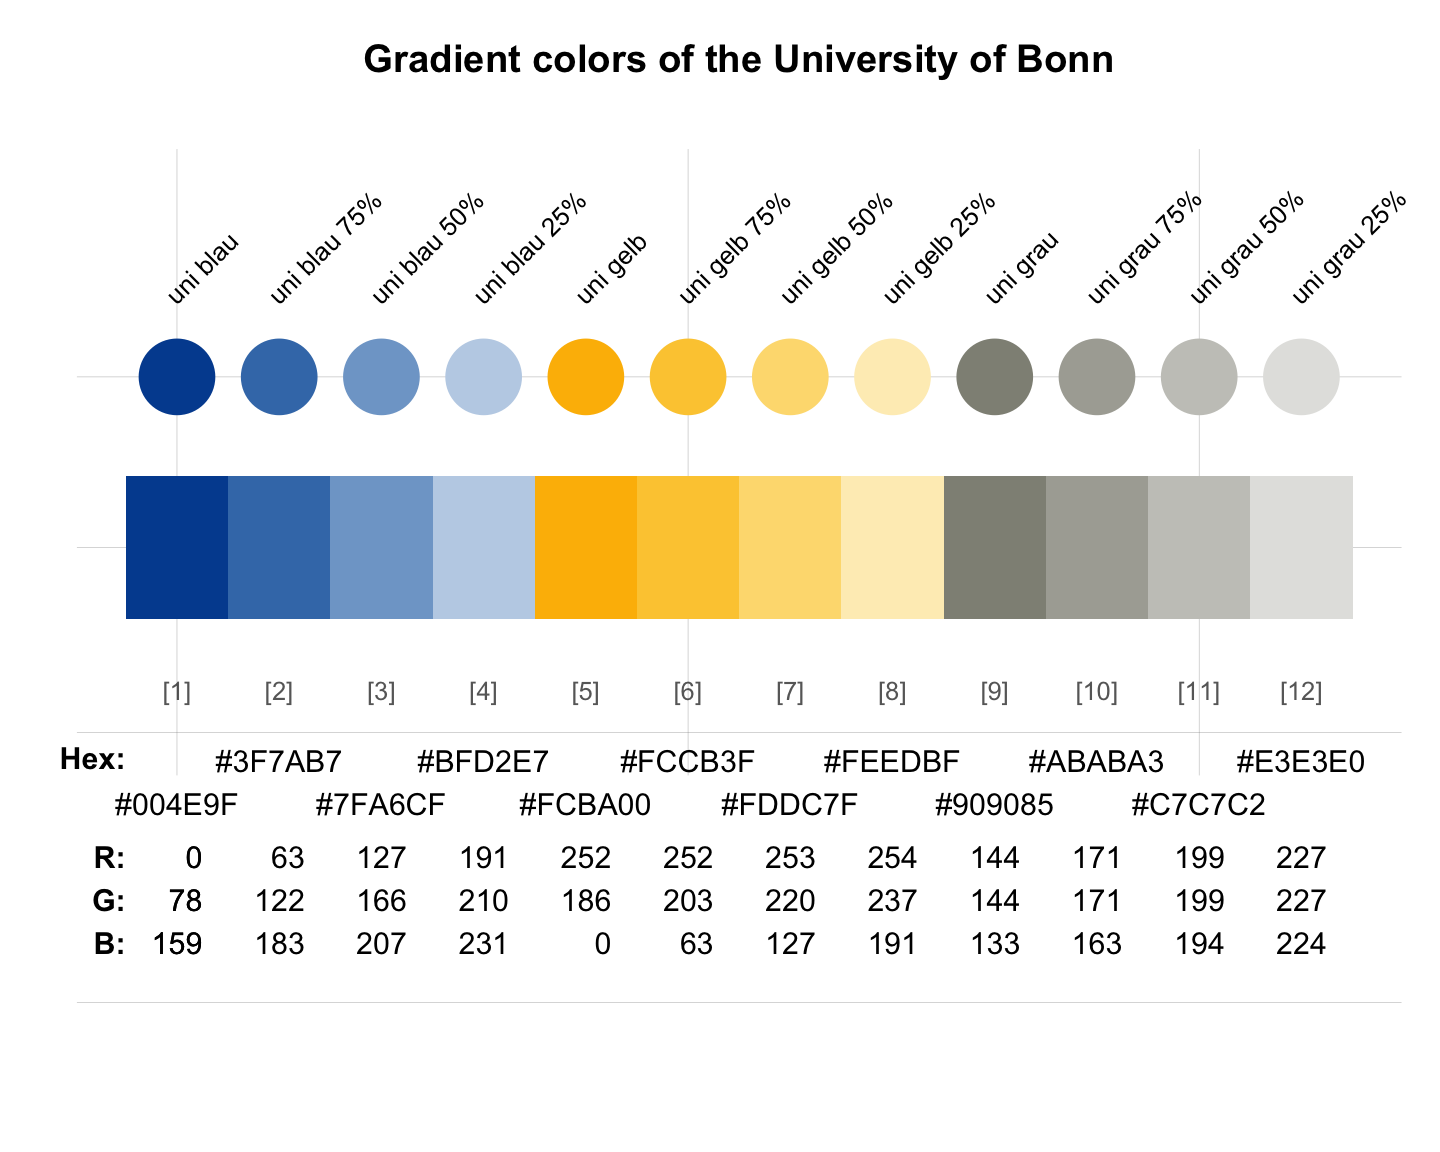 Gradient colors of the University of Bonn
uni blau
uni blau 75%
uni blau 50%
uni blau 25%
uni gelb
uni gelb 75%
uni gelb 50%
uni gelb 25%
uni grau
uni grau 75%
uni grau 50%
uni grau 25%
[1] [2] [3] [4] [5] [6] [7] [8] [9] [10] [11] [12]
Hex: #3F7AB7 #BFD2E7 #FCCB3F #FEEDBF #ABABA3 #E3E3E0
#004E9F #7FA6CF #FCBA00 #FDDC7F #909085 #C7C7C2
R: 0 63 127 191 252 252 253 254 144 171 199 227
G: 78 122 166 210 186 203 220 237 144 171 199 227
B: 159 183 207 231 0 63 127 191 133 163 194 224